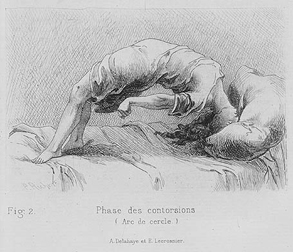 Fig: 2.
Phase des contorsions
( Arc de cercle )
A. Delahaye et E. Lecrosnier.